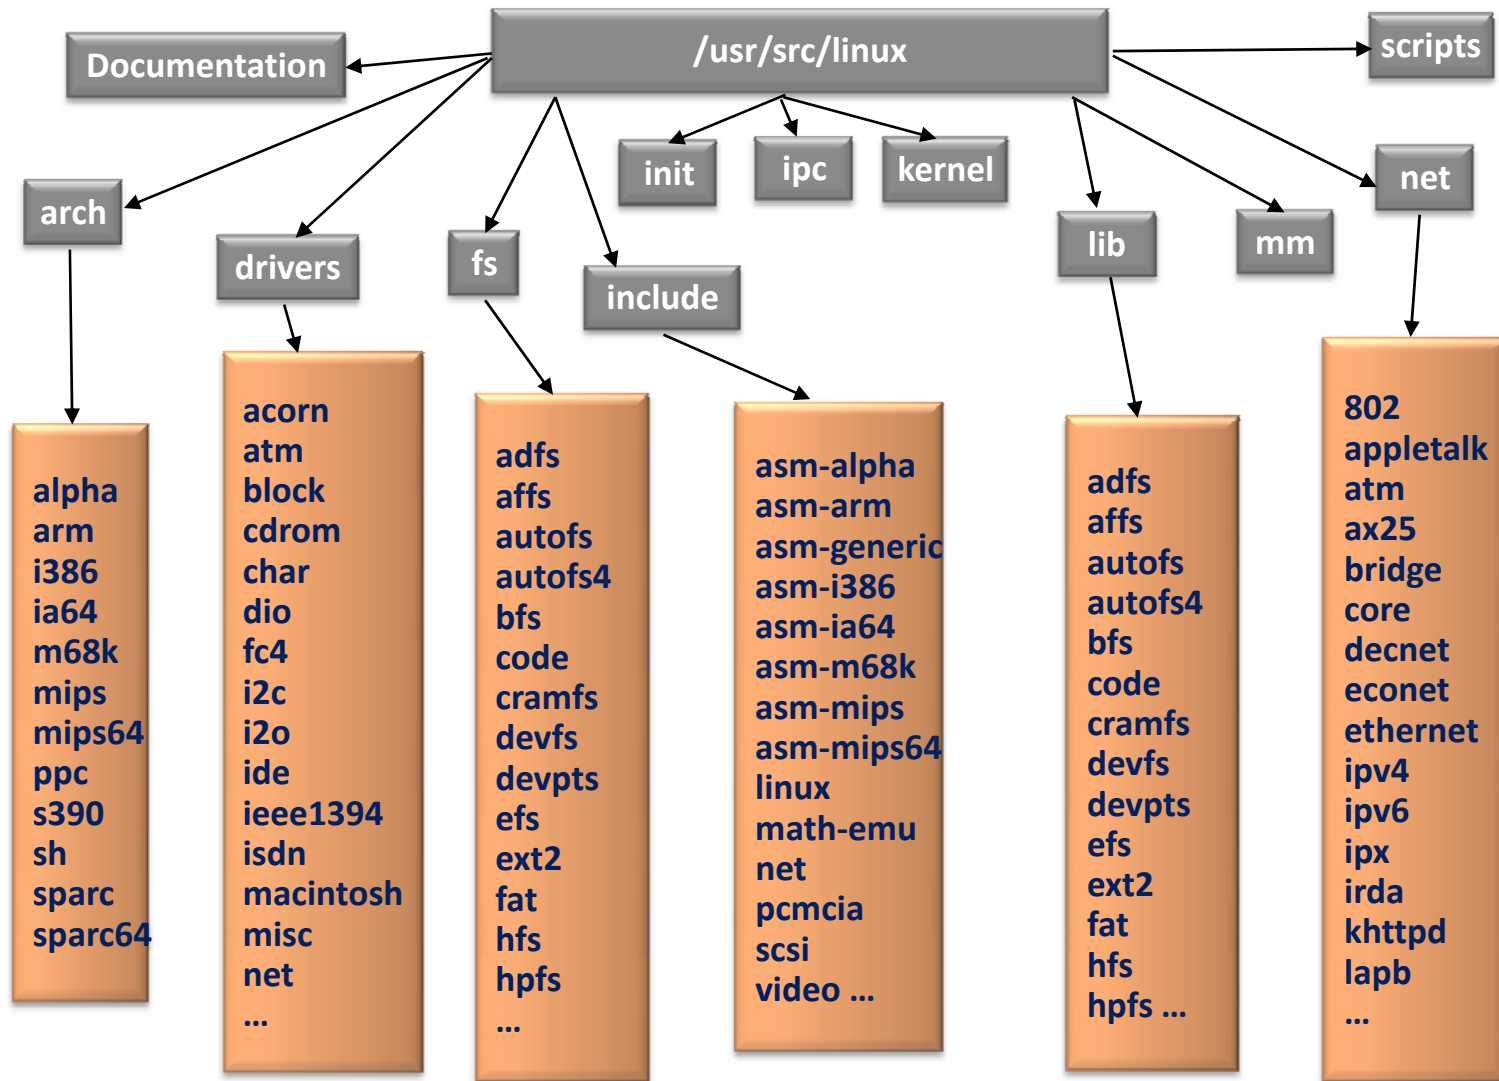 /usr/src/linux
Documentation
scripts
init
ipc
kernel
net
arch
lib
mm
drivers
fs
include
alpha
arm
i386
ia64
m68k
mips
mips64
ppc
s390
sh
sparc
sparc64
acorn
atm
block
cdrom
char
dio
fc4
i2c
i2o
ide
ieee1394
isdn
macintosh
misc
net
...
adfs
affs
autofs
autofs4
bfs
code
cramfs
devfs
devpts
efs
ext2
fat
hfs
hpfs
...
asm-alpha
asm-arm
asm-generic
asm-i386
asm-ia64
asm-m68k
asm-mips
asm-mips64
linux
math-emu
net
pcmcia
scsi
video ...
adfs
affs
autofs
autofs4
bfs
code
cramfs
devfs
devpts
efs
ext2
fat
hfs
hpfs ...
802
appletalk
atm
ax25
bridge
core
decnet
econet
ethernet
ipv4
ipv6
ipx
irda
khttpd
lapb
...